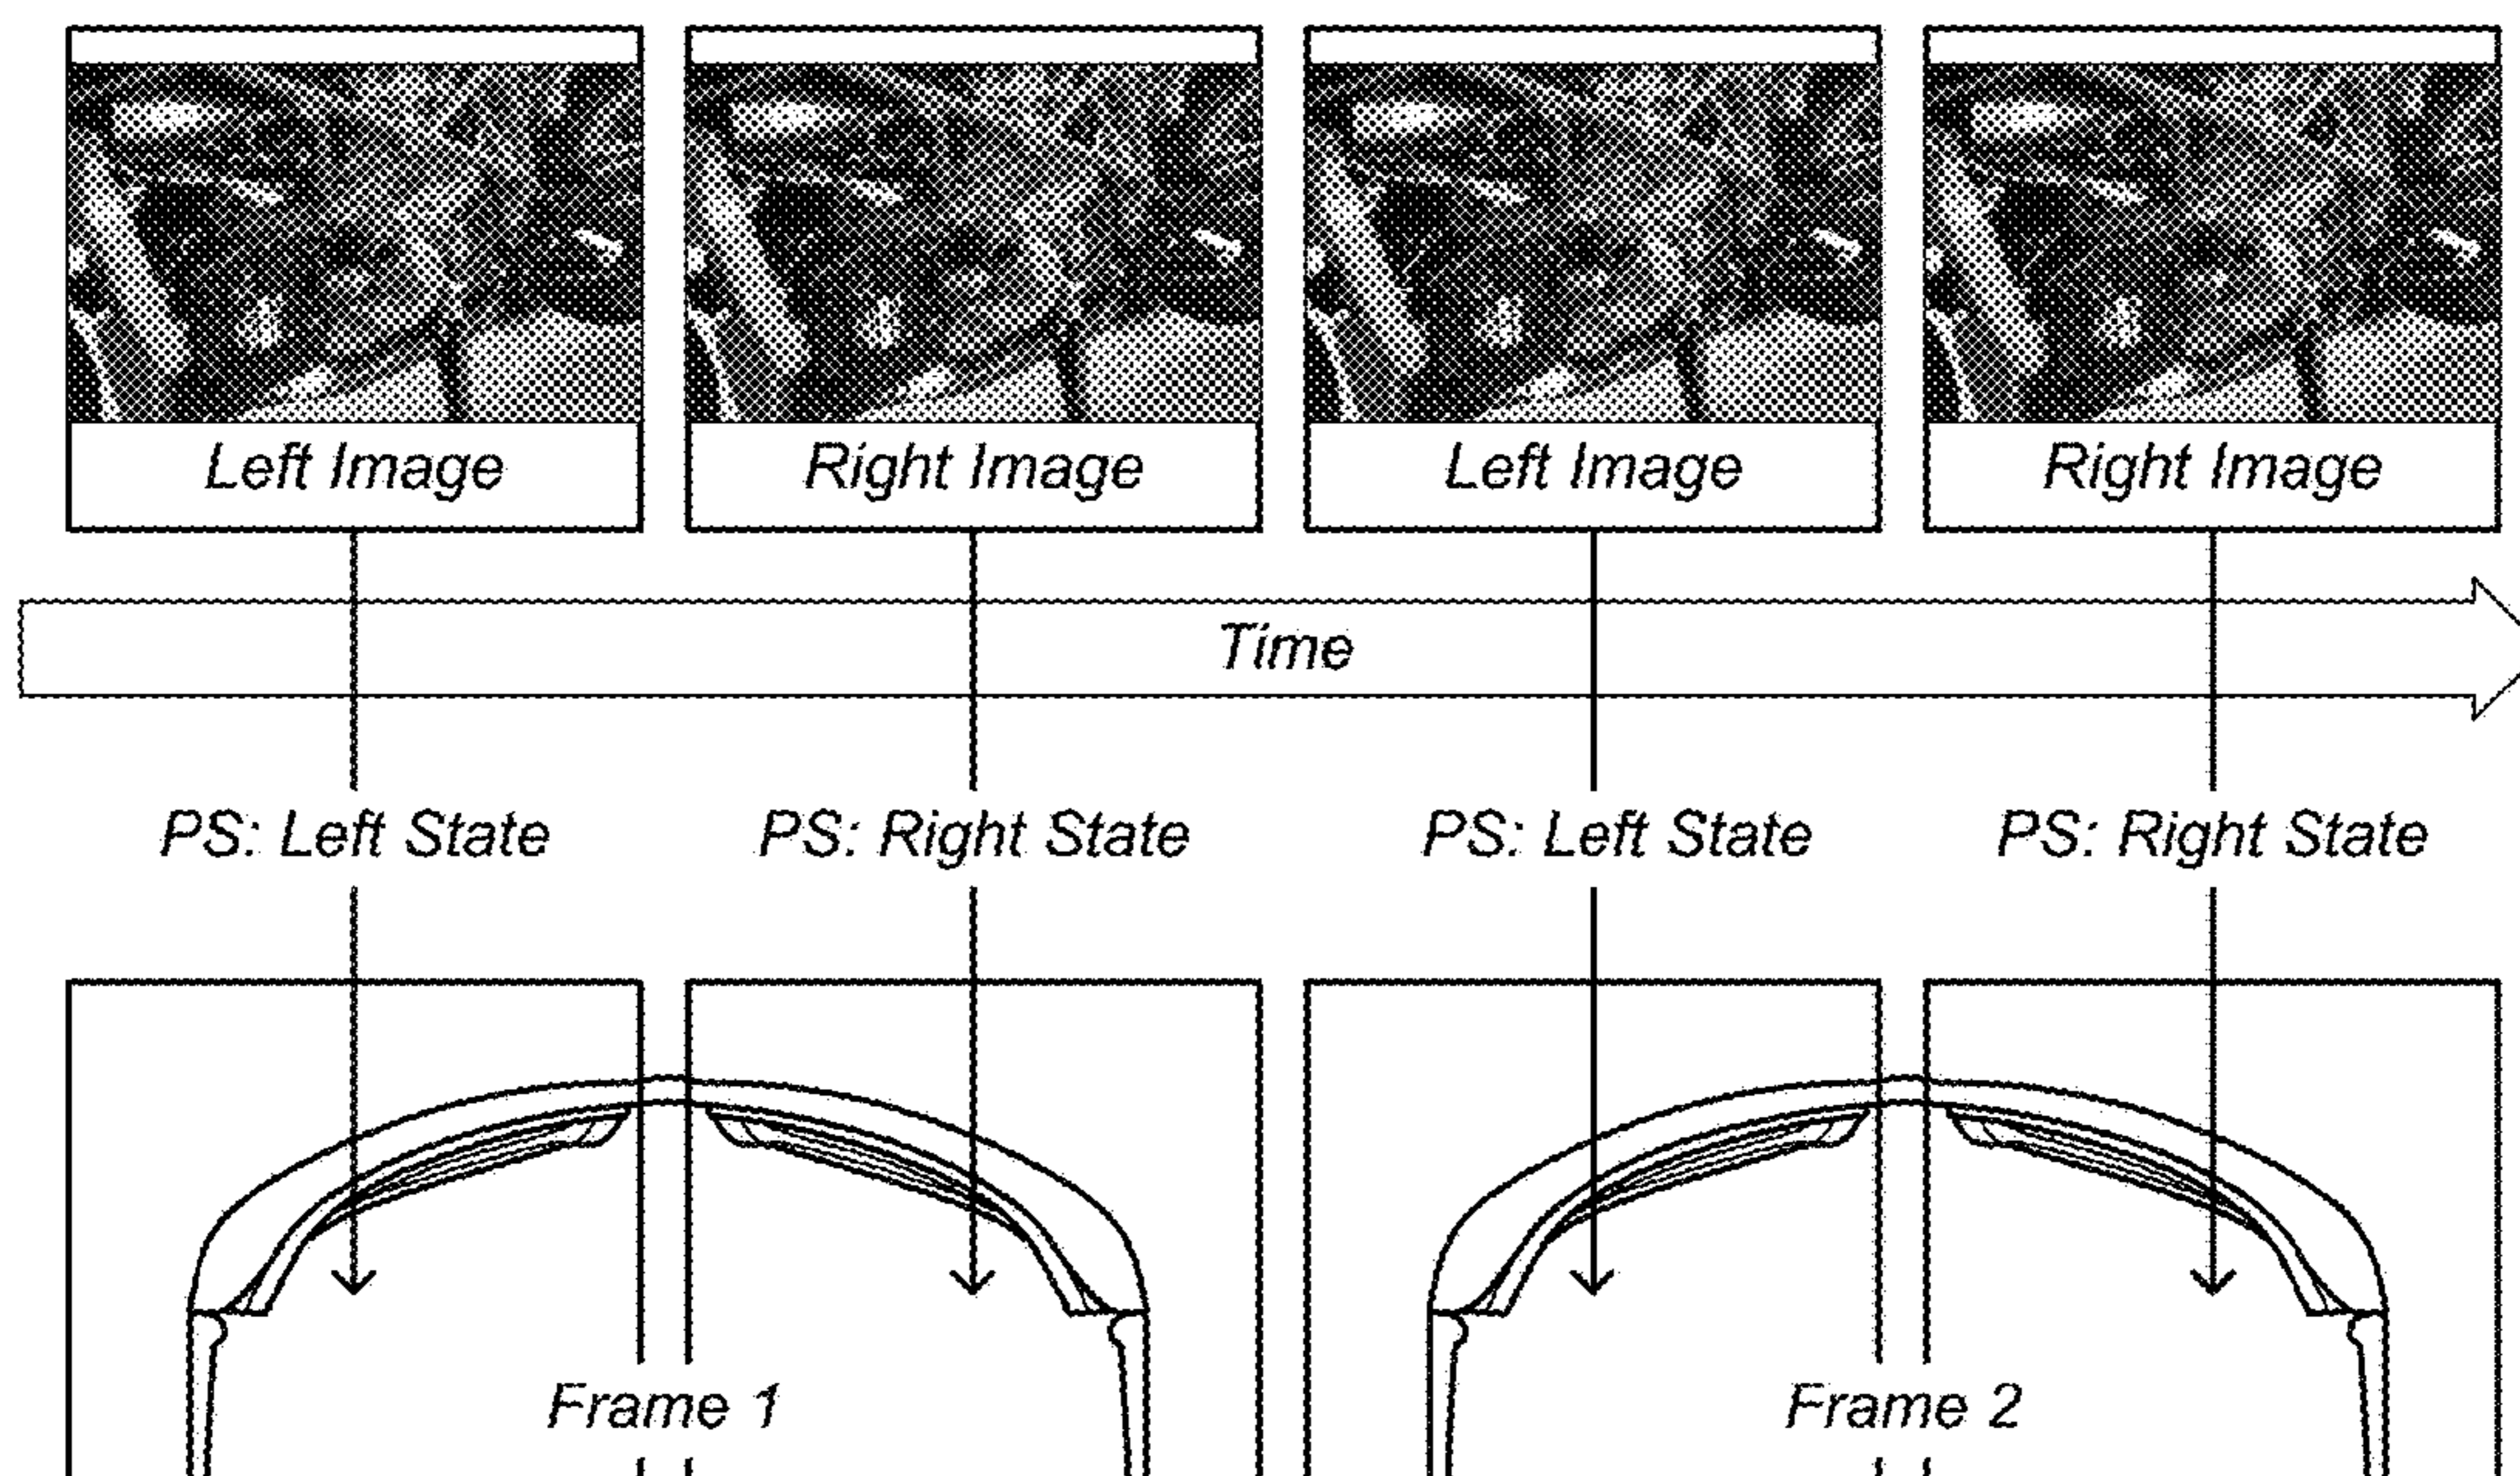 Left Image
Right Image
Left Image
Right Image
Time
PS: Left State
PS: Right State
PS: Left State
PS: Right State
Frame 1
Frame 2